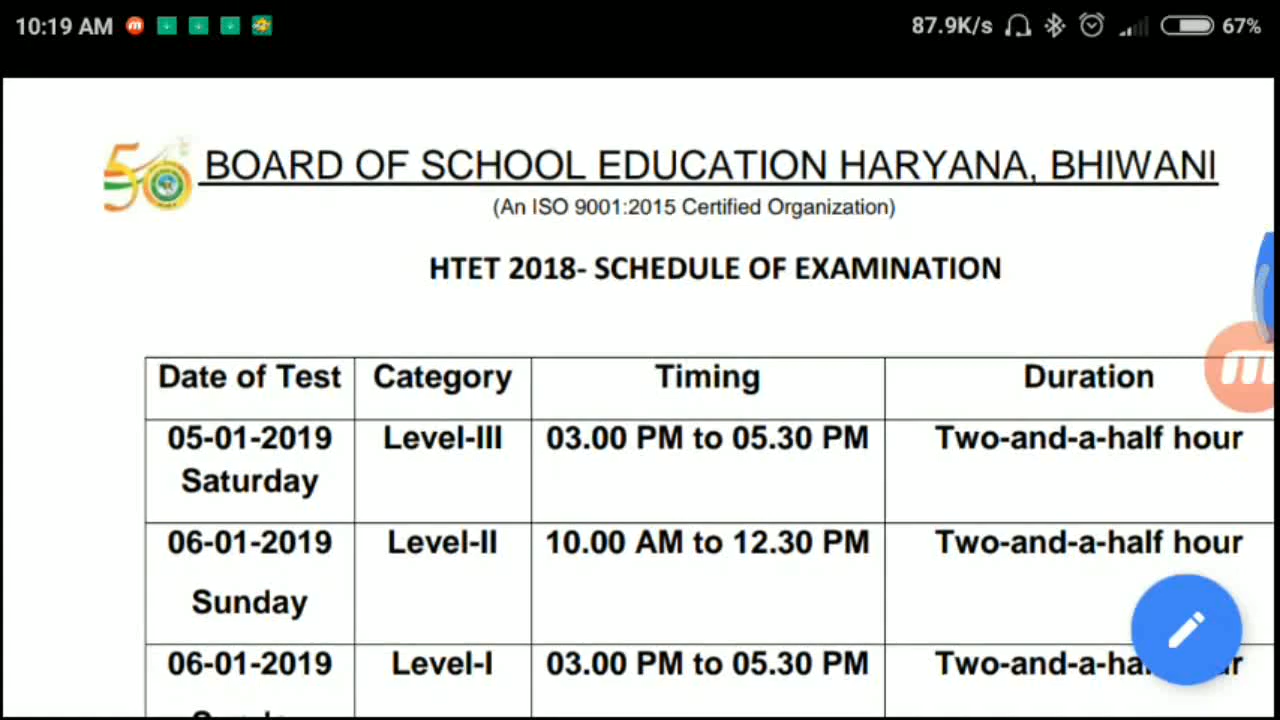 10:19 AM
87.9K/s
67%
50 BOARD OF SCHOOL EDUCATION HARYANA, BHIWANI
(An ISO 9001:2015 Certified Organization)
HTET 2018- SCHEDULE OF EXAMINATION
Date of Test Category Timing Duration
05-01-2019 Level-III 03.00 PM to 05.30 PM Two-and-a-half hour
Saturday
06-01-2019 Level-II 10.00 AM to 12.30 PM Two-and-a-half hour
Sunday
06-01-2019 Level-I 03.00 PM to 05.30 PM